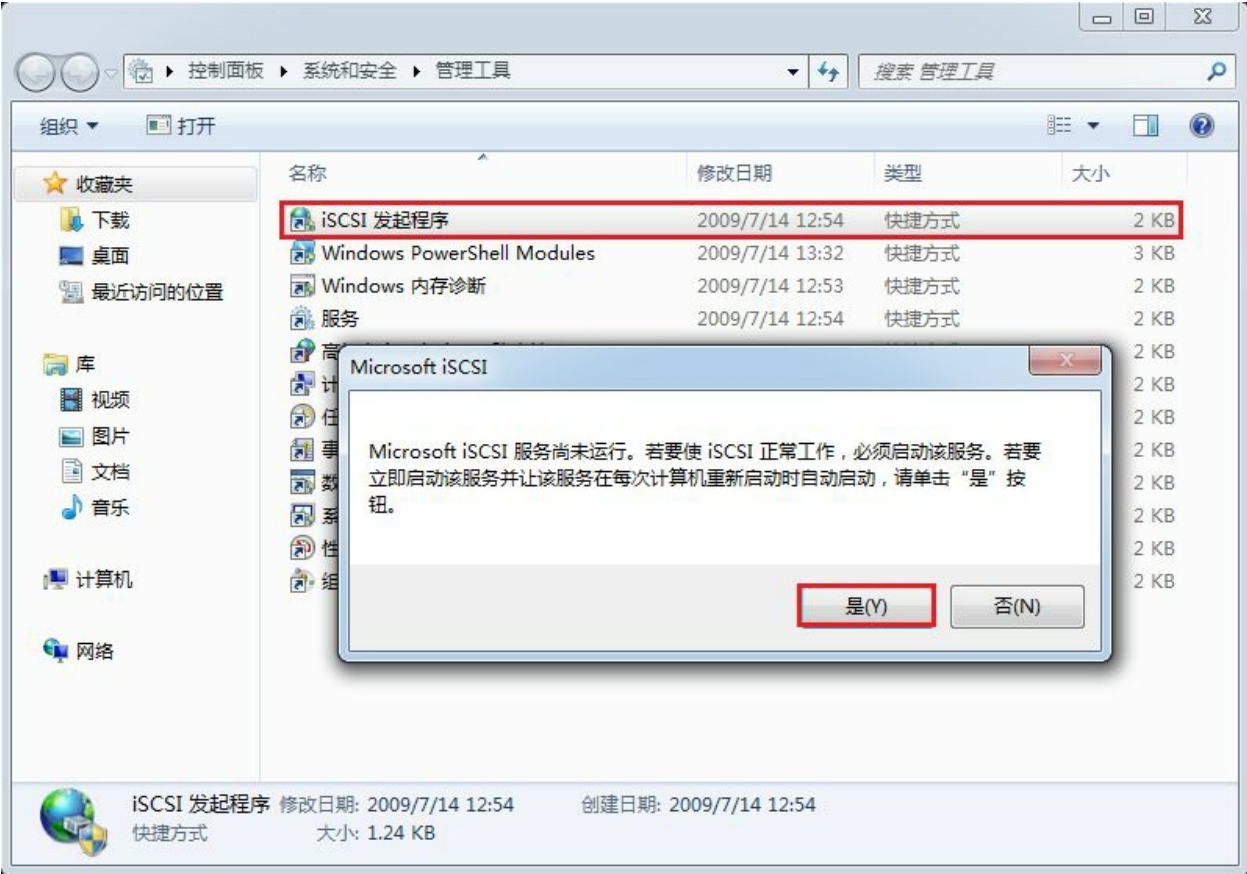 控制面板 系统和安全 管理工具
搜索 管理工具
组织 打开
名称 修改日期 类型 大小
收藏夹
下载
桌面
最近访问的位置
库
视频
图片
文档
音乐
计算机
网络
iSCSI 发起程序 2009/7/14 12:54 快捷方式 2 KB
Windows PowerShell Modules 2009/7/14 13:32 快捷方式 3 KB
Windows 内存诊断 2009/7/14 12:53 快捷方式 2 KB
服务 2009/7/14 12:54 快捷方式 2 KB
高 2 KB
计 2 KB
任 2 KB
事 2 KB
数 2 KB
系 2 KB
性 2 KB
组 2 KB
Microsoft iSCSI
Microsoft iSCSI 服务尚未运行。若要使 iSCSI 正常工作，必须启动该服务。若要
立即启动该服务并让该服务在每次计算机重新启动时自动启动，请单击“是”按
钮。
是(Y) 否(N)
iSCSI 发起程序 修改日期: 2009/7/14 12:54 创建日期: 2009/7/14 12:54
快捷方式 大小: 1.24 KB